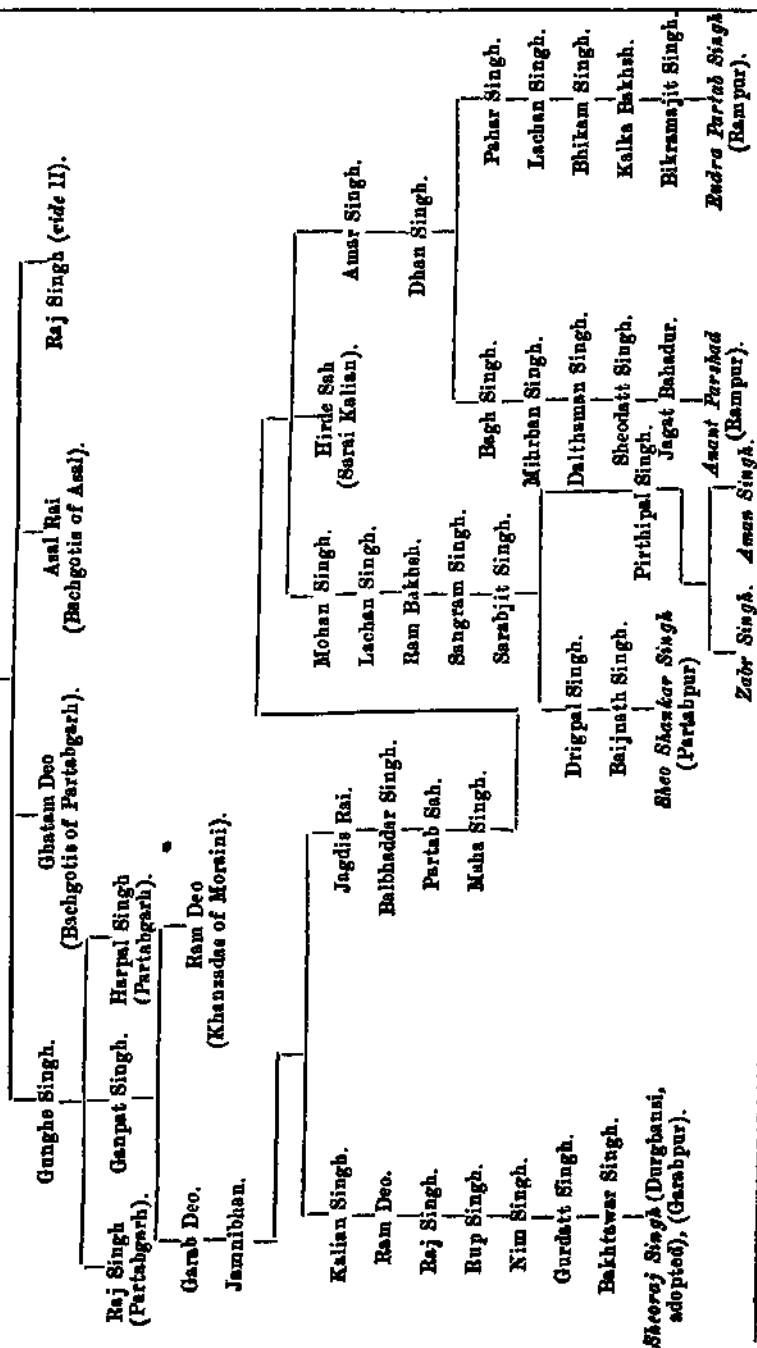 Gunghe Singh.
Ghatam Deo
(Bachgotis of Partabgarh).
Asal Rai
(Bachgotis of Asal).
Raj Singh (vide II).
Raj Singh
(Partabgarh).
Ganpat Singh.
Harpal Singh
(Partabgarh).
Garab Deo.
Ram Deo
(Khanzadas of Moraini).
Jamnibhan.
Kalian Singh.
Ram Deo.
Raj Singh.
Rup Singh.
Nim Singh.
Gurdatt Singh.
Bakhtawar Singh.
Sheoraj Singh (Durgbansi,
adopted), (Garabpur).
Jagdis Rai.
Balbhaddar Singh.
Partab Sah.
Maha Singh.
Mohan Singh.
Lachan Singh.
Ram Bakhsh.
Sangram Singh.
Sarabjit Singh.
Hirde Sah
(Sarai Kalian).
Amar Singh.
Dhan Singh.
Drigpal Singh.
Baijnath Singh.
Sheo Shankar Singh
(Partabpur)
Pirthipal Singh.
Zabr Singh. Aman Singh.
Bagh Singh.
Mihrban Singh.
Dalthaman Singh.
Sheodatt Singh.
Jagat Bahadur.
Anant Parshad
(Rampur).
Pahar Singh.
Lachan Singh.
Bhikam Singh.
Kalka Bakhsh.
Bikramajit Singh.
Rudra Partab Singh
(Rampur).